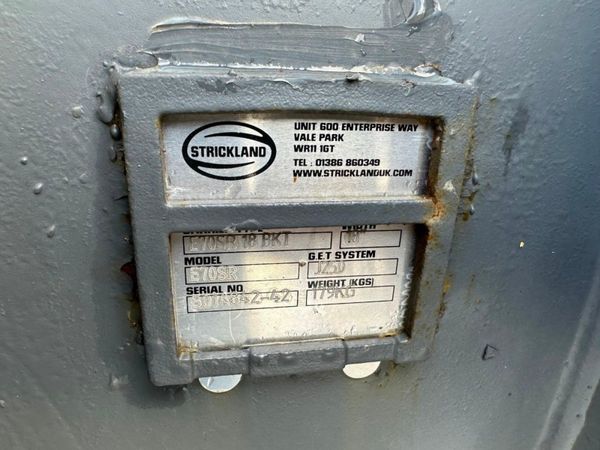 STRICKLAND
UNIT 600 ENTERPRISE WAY
VALE PARK
WR11 1GT
TEL : 01386 860349
WWW.STRICKLANDUK.COM
WIDTH
E70SR 18 BKT 18
MODEL G.E.T SYSTEM
E70SR J250
SERIAL NO WEIGHT (KGS)
179KG